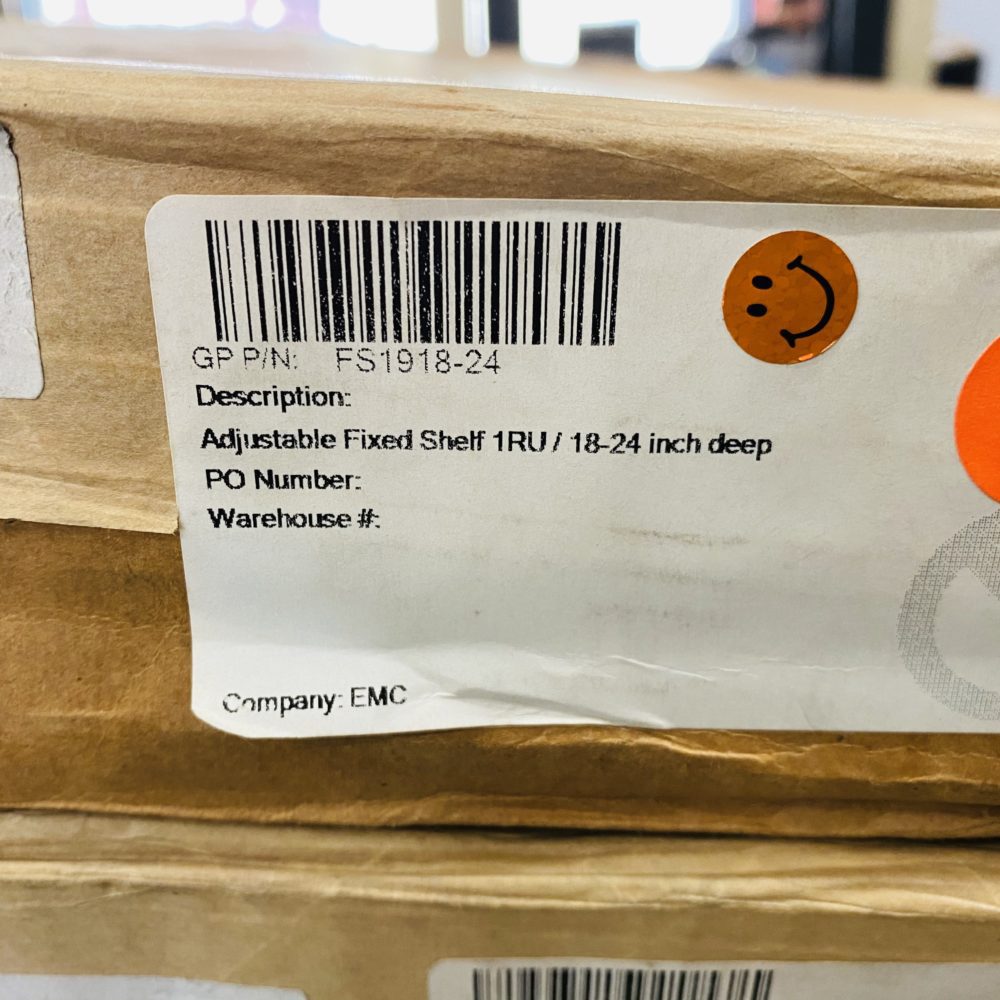 GP P/N: FS1918-24
Description:
Adjustable Fixed Shelf 1RU / 18-24 inch deep
PO Number:
Warehouse #:
Company: EMC